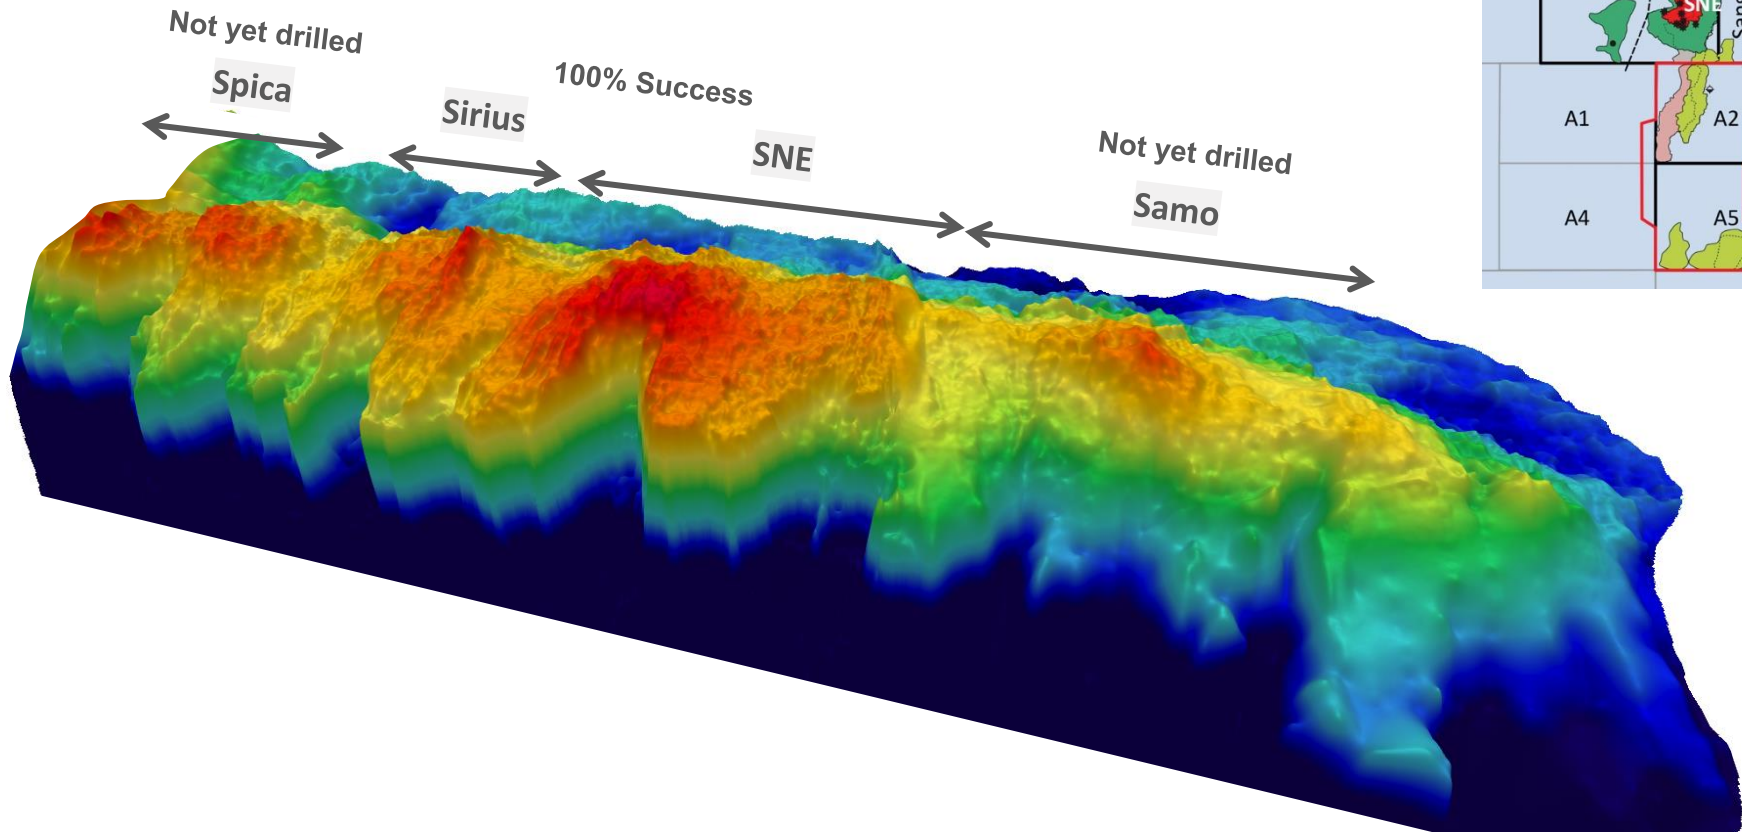 Not yet drilled
Spica
100% Success
Sirius
SNE
Not yet drilled
Samo
SNE
A1
A2
A4
A5